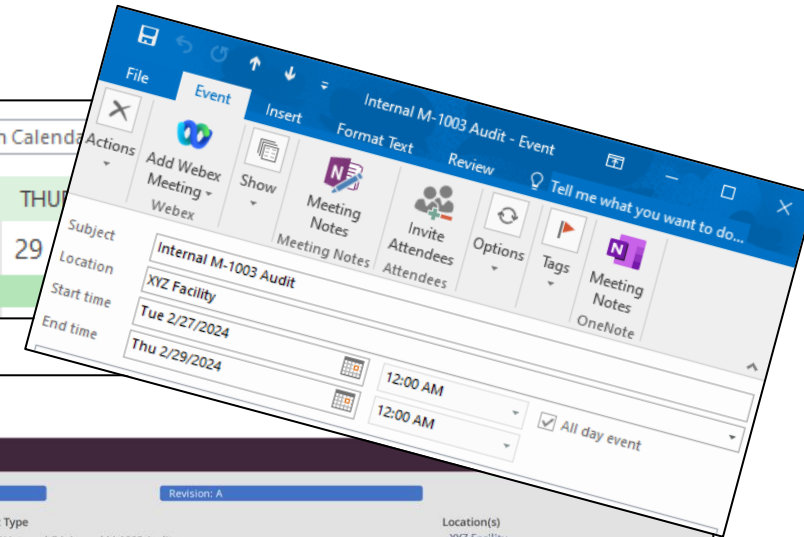 Internal M-1003 Audit - Event
File
Event
Insert
Format Text
Review
Tell me what you want to do...
Actions
Add Webex
Meeting
Webex
Show
Meeting
Notes
Meeting Notes
Invite
Attendees
Attendees
Options
Tags
Meeting
Notes
OneNote
Subject
Internal M-1003 Audit
Location
XYZ Facility
Start time
Tue 2/27/2024
12:00 AM
All day event
End time
Thu 2/29/2024
12:00 AM
29
Revision: A
Type
Location(s)